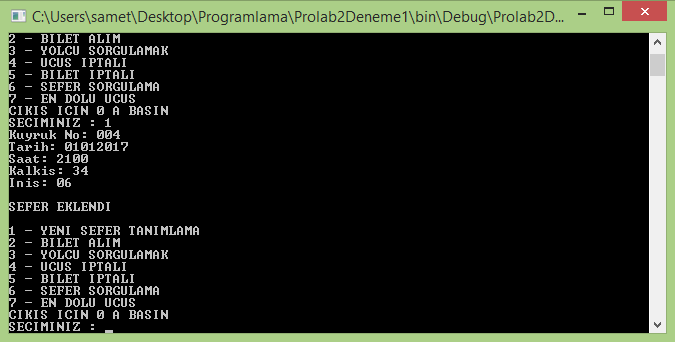 C:\Users\samet\Desktop\Programlama\Prolab2Deneme1\bin\Debug\Prolab2D...
2 - BILET ALIM
3 - YOLCU SORGULAMAK
4 - UCUS IPTALI
5 - BILET IPTALI
6 - SEFER SORGULAMA
7 - EN DOLU UCUS
CIKIS ICIN 0 A BASIN
SECIMINIZ : 1
Kuyruk No: 004
Tarih: 01012017
Saat: 2100
Kalkis: 34
Inis: 06
SEFER EKLENDI
1 - YENI SEFER TANIMLAMA
2 - BILET ALIM
3 - YOLCU SORGULAMAK
4 - UCUS IPTALI
5 - BILET IPTALI
6 - SEFER SORGULAMA
7 - EN DOLU UCUS
CIKIS ICIN 0 A BASIN
SECIMINIZ : _